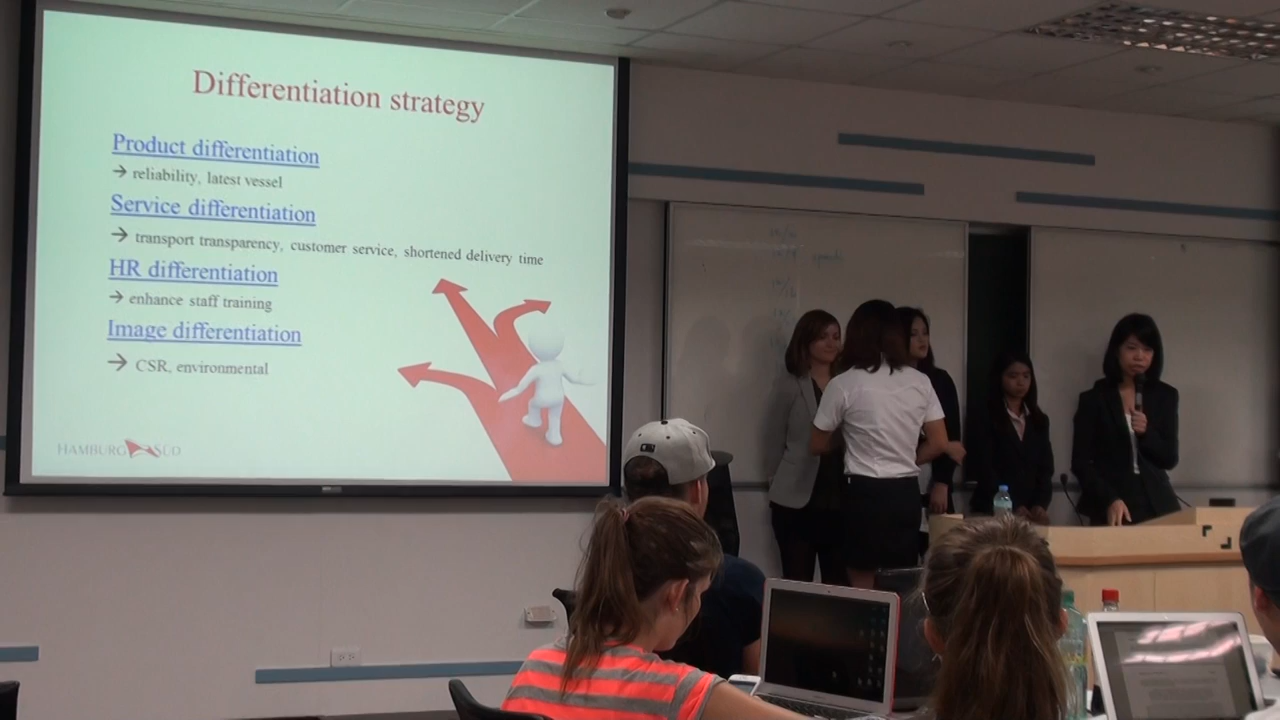 Differentiation strategy
Product differentiation
→ reliability, latest vessel
Service differentiation
→ transport transparency, customer service, shortened delivery time
HR differentiation
→ enhance staff training
Image differentiation
→ CSR, environmental
HAMBURG SÜD